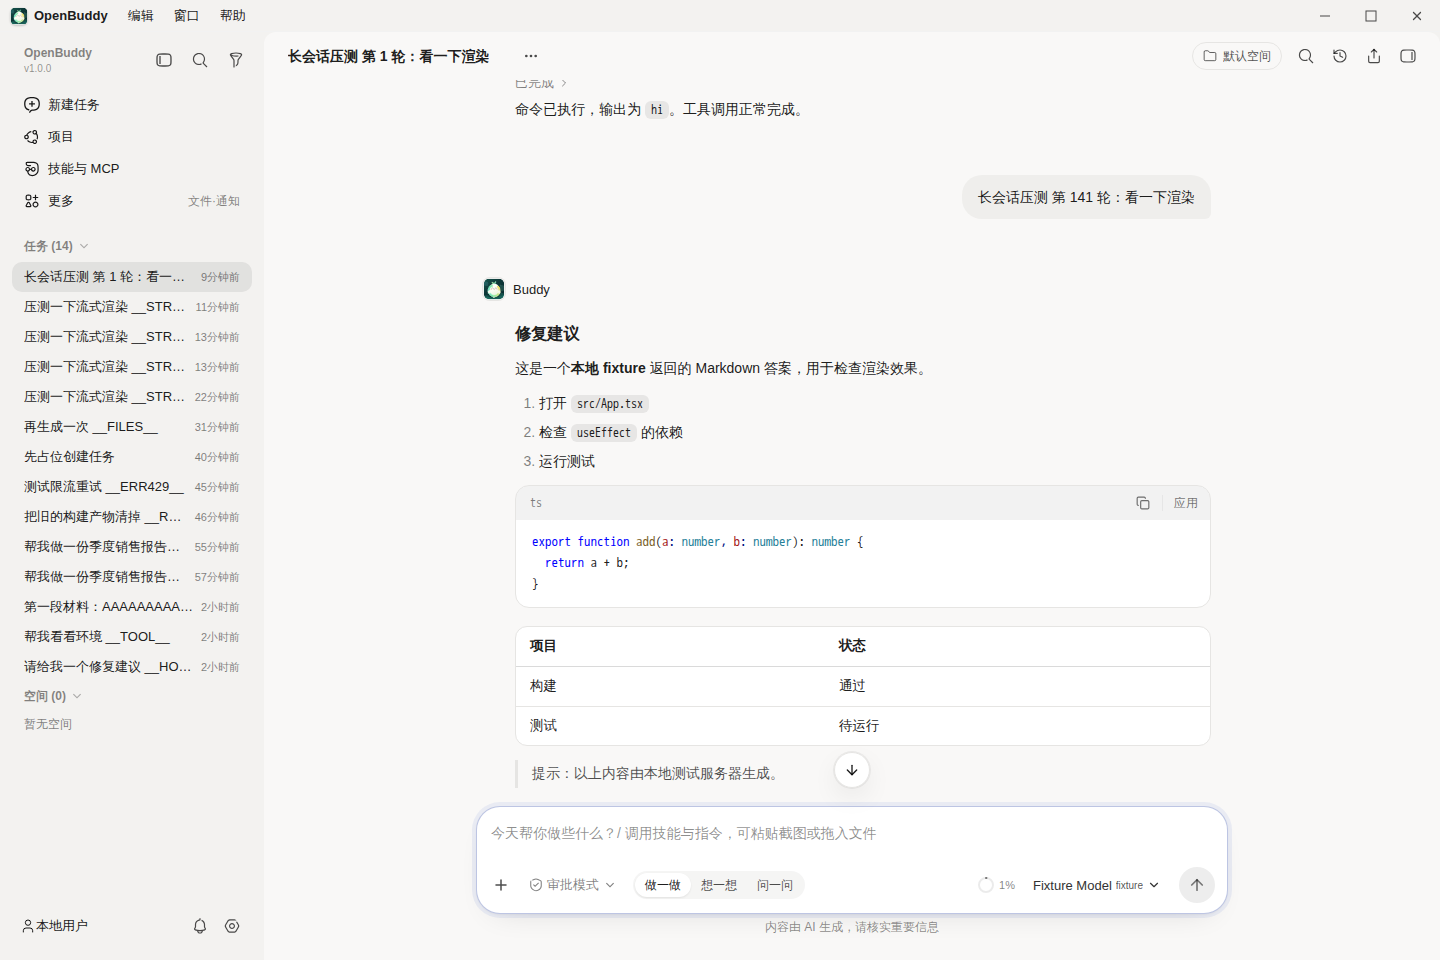 OpenBuddy 编辑 窗口 帮助
OpenBuddy
v1.0.0
新建任务
项目
技能与 MCP
更多 文件·通知
任务 (14)
长会话压测 第 1 轮：看一… 9分钟前
压测一下流式渲染 __STR… 11分钟前
压测一下流式渲染 __STR… 13分钟前
压测一下流式渲染 __STR… 13分钟前
压测一下流式渲染 __STR… 22分钟前
再生成一次 __FILES__ 31分钟前
先占位创建任务 40分钟前
测试限流重试 __ERR429__ 45分钟前
把旧的构建产物清掉 __R… 46分钟前
帮我做一份季度销售报告… 55分钟前
帮我做一份季度销售报告… 57分钟前
第一段材料：AAAAAAAAA… 2小时前
帮我看看环境 __TOOL__ 2小时前
请给我一个修复建议 __HO… 2小时前
空间 (0)
暂无空间
本地用户
长会话压测 第 1 轮：看一下渲染 默认空间
已完成
命令已执行，输出为 hi。工具调用正常完成。
长会话压测 第 141 轮：看一下渲染
Buddy
修复建议
这是一个本地 fixture 返回的 Markdown 答案，用于检查渲染效果。
1. 打开 src/App.tsx
2. 检查 useEffect 的依赖
3. 运行测试
ts 应用
export function add(a: number, b: number): number {
  return a + b;
}
项目 状态
构建 通过
测试 待运行
提示：以上内容由本地测试服务器生成。
今天帮你做些什么？/ 调用技能与指令，可粘贴截图或拖入文件
审批模式 做一做 想一想 问一问 1% Fixture Model fixture
内容由 AI 生成，请核实重要信息